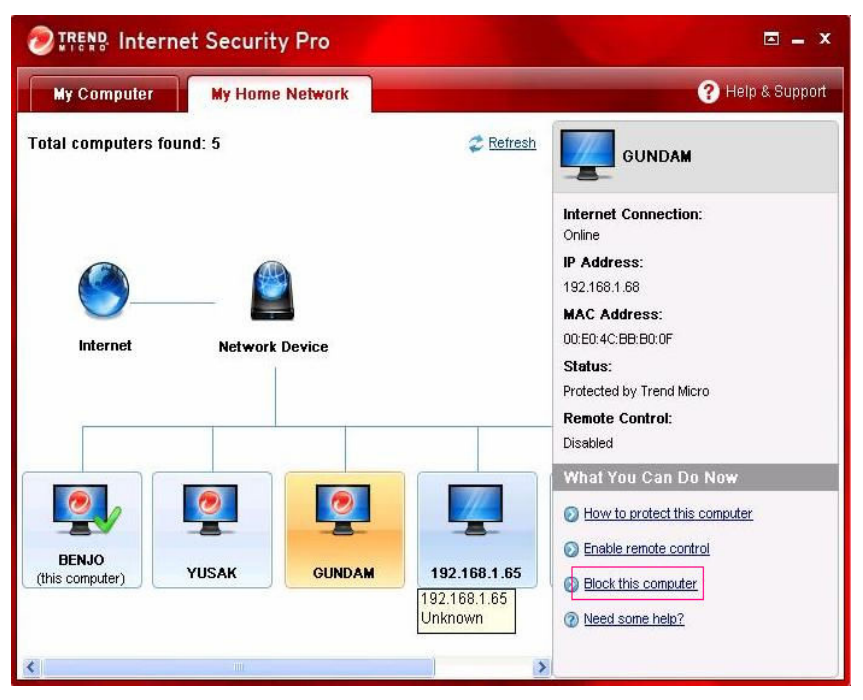 TREND MICRO Internet Security Pro
My Computer
My Home Network
? Help & Support
Total computers found: 5
Refresh
Internet
Network Device
BENJO
(this computer)
YUSAK
GUNDAM
192.168.1.65
192.168.1.65
Unknown
GUNDAM
Internet Connection:
Online
IP Address:
192.168.1.68
MAC Address:
00:E0:4C:BB:B0:0F
Status:
Protected by Trend Micro
Remote Control:
Disabled
What You Can Do Now
How to protect this computer
Enable remote control
Block this computer
? Need some help?